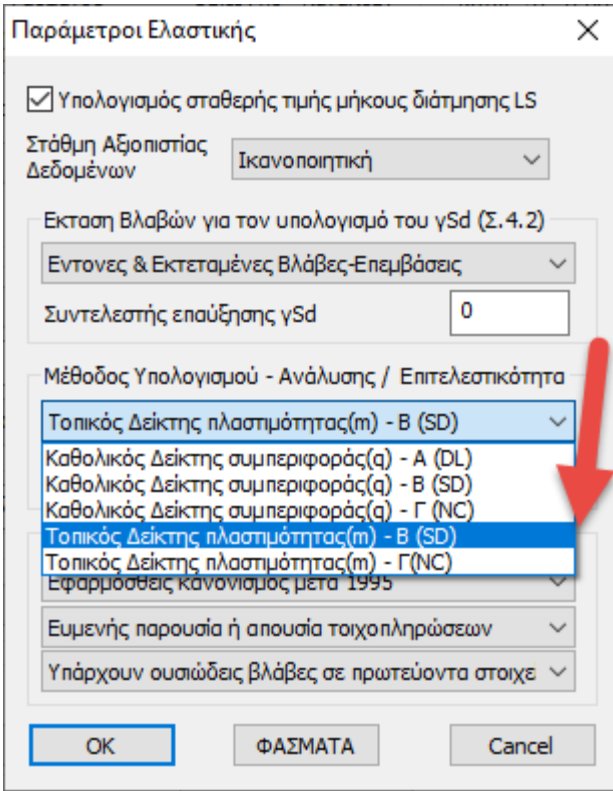 Παράμετροι Ελαστικής
Υπολογισμός σταθερής τιμής μήκους διάτμησης LS
Στάθμη Αξιοπιστίας
Δεδομένων
Ικανοποιητική
Εκταση Βλαβών για τον υπολογισμό του γSd (Σ.4.2)
Εντονες & Εκτεταμένες Βλάβες-Επεμβάσεις
Συντελεστής επαύξησης γSd
0
Μέθοδος Υπολογισμού - Ανάλυσης / Επιτελεστικότητα
Τοπικός Δείκτης πλαστιμότητας(m) - Β (SD)
Καθολικός Δείκτης συμπεριφοράς(q) - Α (DL)
Καθολικός Δείκτης συμπεριφοράς(q) - Β (SD)
Καθολικός Δείκτης συμπεριφοράς(q) - Γ (NC)
Τοπικός Δείκτης πλαστιμότητας(m) - Β (SD)
Τοπικός Δείκτης πλαστιμότητας(m) - Γ(NC)
Εφαρμόσθείς κανονισμός μετά 1995
Ευμενής παρουσία ή απουσία τοιχοπληρώσεων
Υπάρχουν ουσιώδεις βλάβες σε πρωτεύοντα στοιχε
OK
ΦΑΣΜΑΤΑ
Cancel